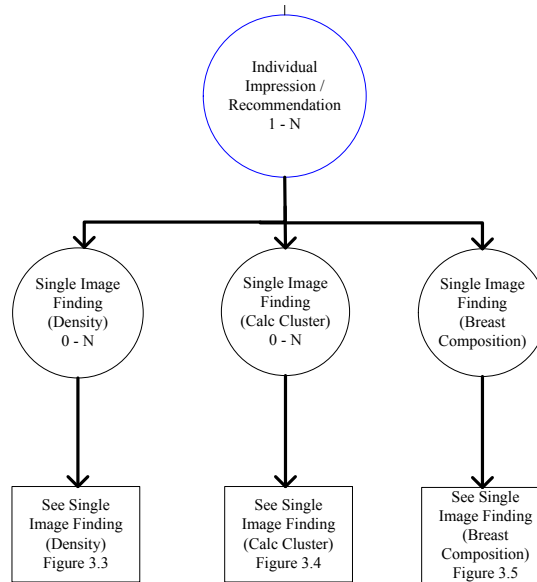 Individual
Impression /
Recommendation
1 - N
Single Image
Finding
(Density)
0 - N
Single Image
Finding
(Calc Cluster)
0 - N
Single Image
Finding
(Breast
Composition)
See Single
Image Finding
(Density)
Figure 3.3
See Single
Image Finding
(Calc Cluster)
Figure 3.4
See Single
Image Finding
(Breast
Composition)
Figure 3.5